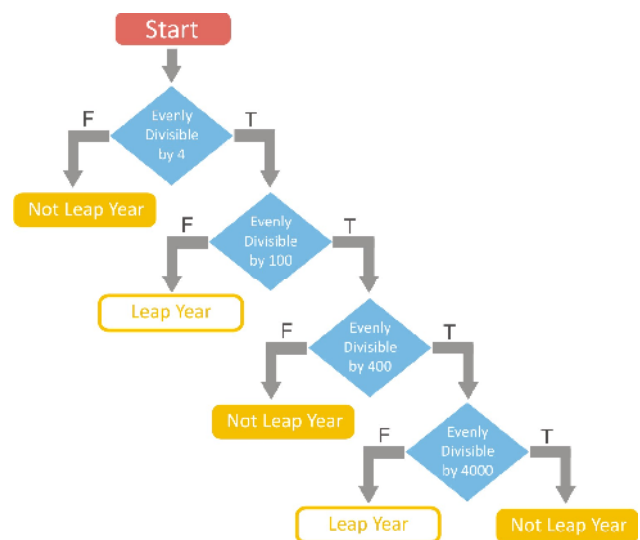 Start
Evenly
Divisible
by 4
F
T
Not Leap Year
Evenly
Divisible
by 100
F
T
Leap Year
Evenly
Divisible
by 400
F
T
Not Leap Year
Evenly
Divisible
by 4000
F
T
Leap Year
Not Leap Year